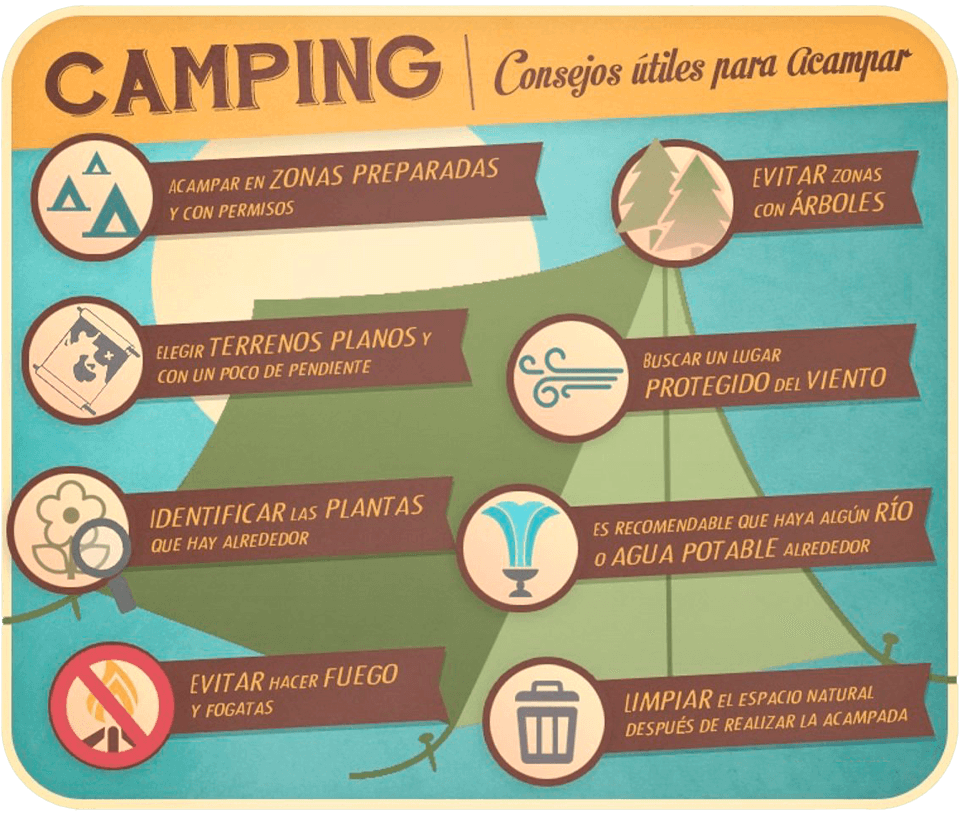 CAMPING
Consejos útiles para Acampar
ACAMPAR EN ZONAS PREPARADAS
Y CON PERMISOS
EVITAR ZONAS
CON ÁRBOLES
ELEGIR TERRENOS PLANOS Y
CON UN POCO DE PENDIENTE
BUSCAR UN LUGAR
PROTEGIDO DEL VIENTO
IDENTIFICAR LAS PLANTAS
QUE HAY ALREDEDOR
ES RECOMENDABLE QUE HAYA ALGÚN RÍO
O AGUA POTABLE ALREDEDOR
EVITAR HACER FUEGO
Y FOGATAS
LIMPIAR EL ESPACIO NATURAL
DESPUÉS DE REALIZAR LA ACAMPADA